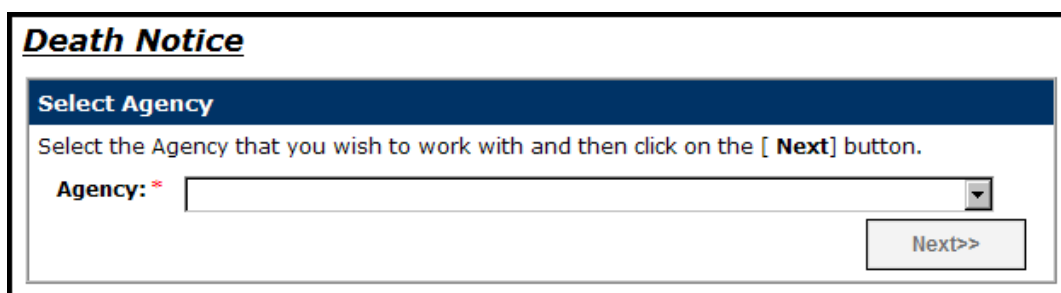 Death Notice
Select Agency
Select the Agency that you wish to work with and then click on the [ Next] button.
Agency: *
Next>>